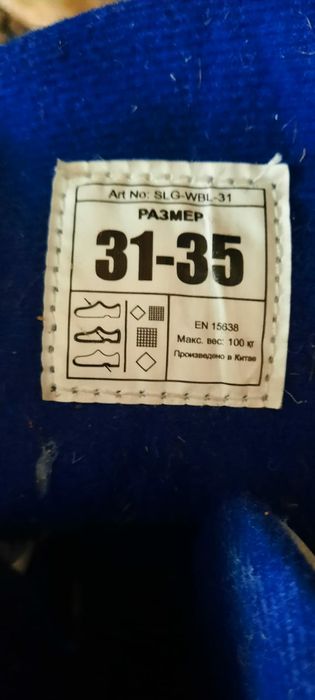 Art No: SLG-WBL-31
РАЗМЕР
31-35
EN 15638
Макс. вес: 100 кг
Произведено в Китае